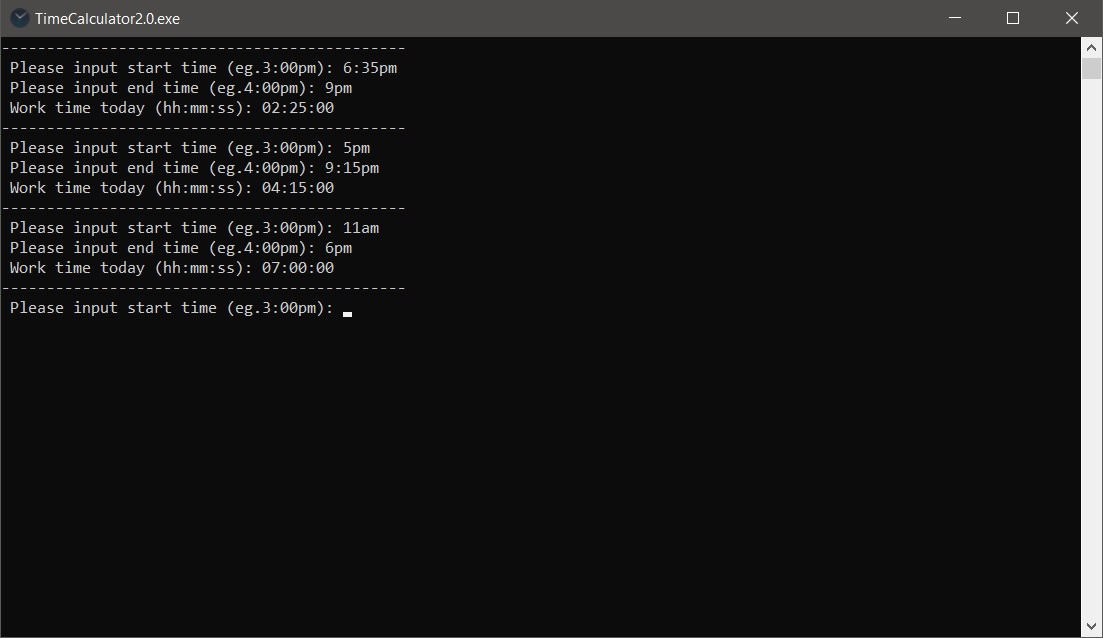 TimeCalculator2.0.exe
---------------------------------------------
Please input start time (eg.3:00pm): 6:35pm
Please input end time (eg.4:00pm): 9pm
Work time today (hh:mm:ss): 02:25:00
---------------------------------------------
Please input start time (eg.3:00pm): 5pm
Please input end time (eg.4:00pm): 9:15pm
Work time today (hh:mm:ss): 04:15:00
---------------------------------------------
Please input start time (eg.3:00pm): 11am
Please input end time (eg.4:00pm): 6pm
Work time today (hh:mm:ss): 07:00:00
---------------------------------------------
Please input start time (eg.3:00pm):